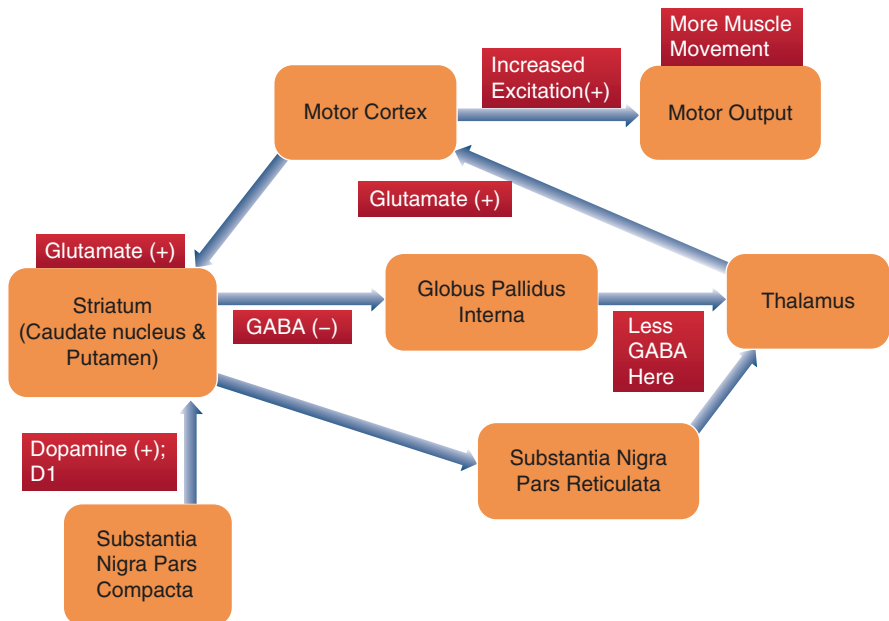 More Muscle
Movement
Increased
Excitation(+)
Motor Cortex
Motor Output
Glutamate (+)
Glutamate (+)
Striatum
(Caudate nucleus &
Putamen)
GABA (−)
Globus Pallidus
Interna
Less
GABA
Here
Thalamus
Dopamine (+);
D1
Substantia Nigra
Pars Reticulata
Substantia
Nigra Pars
Compacta